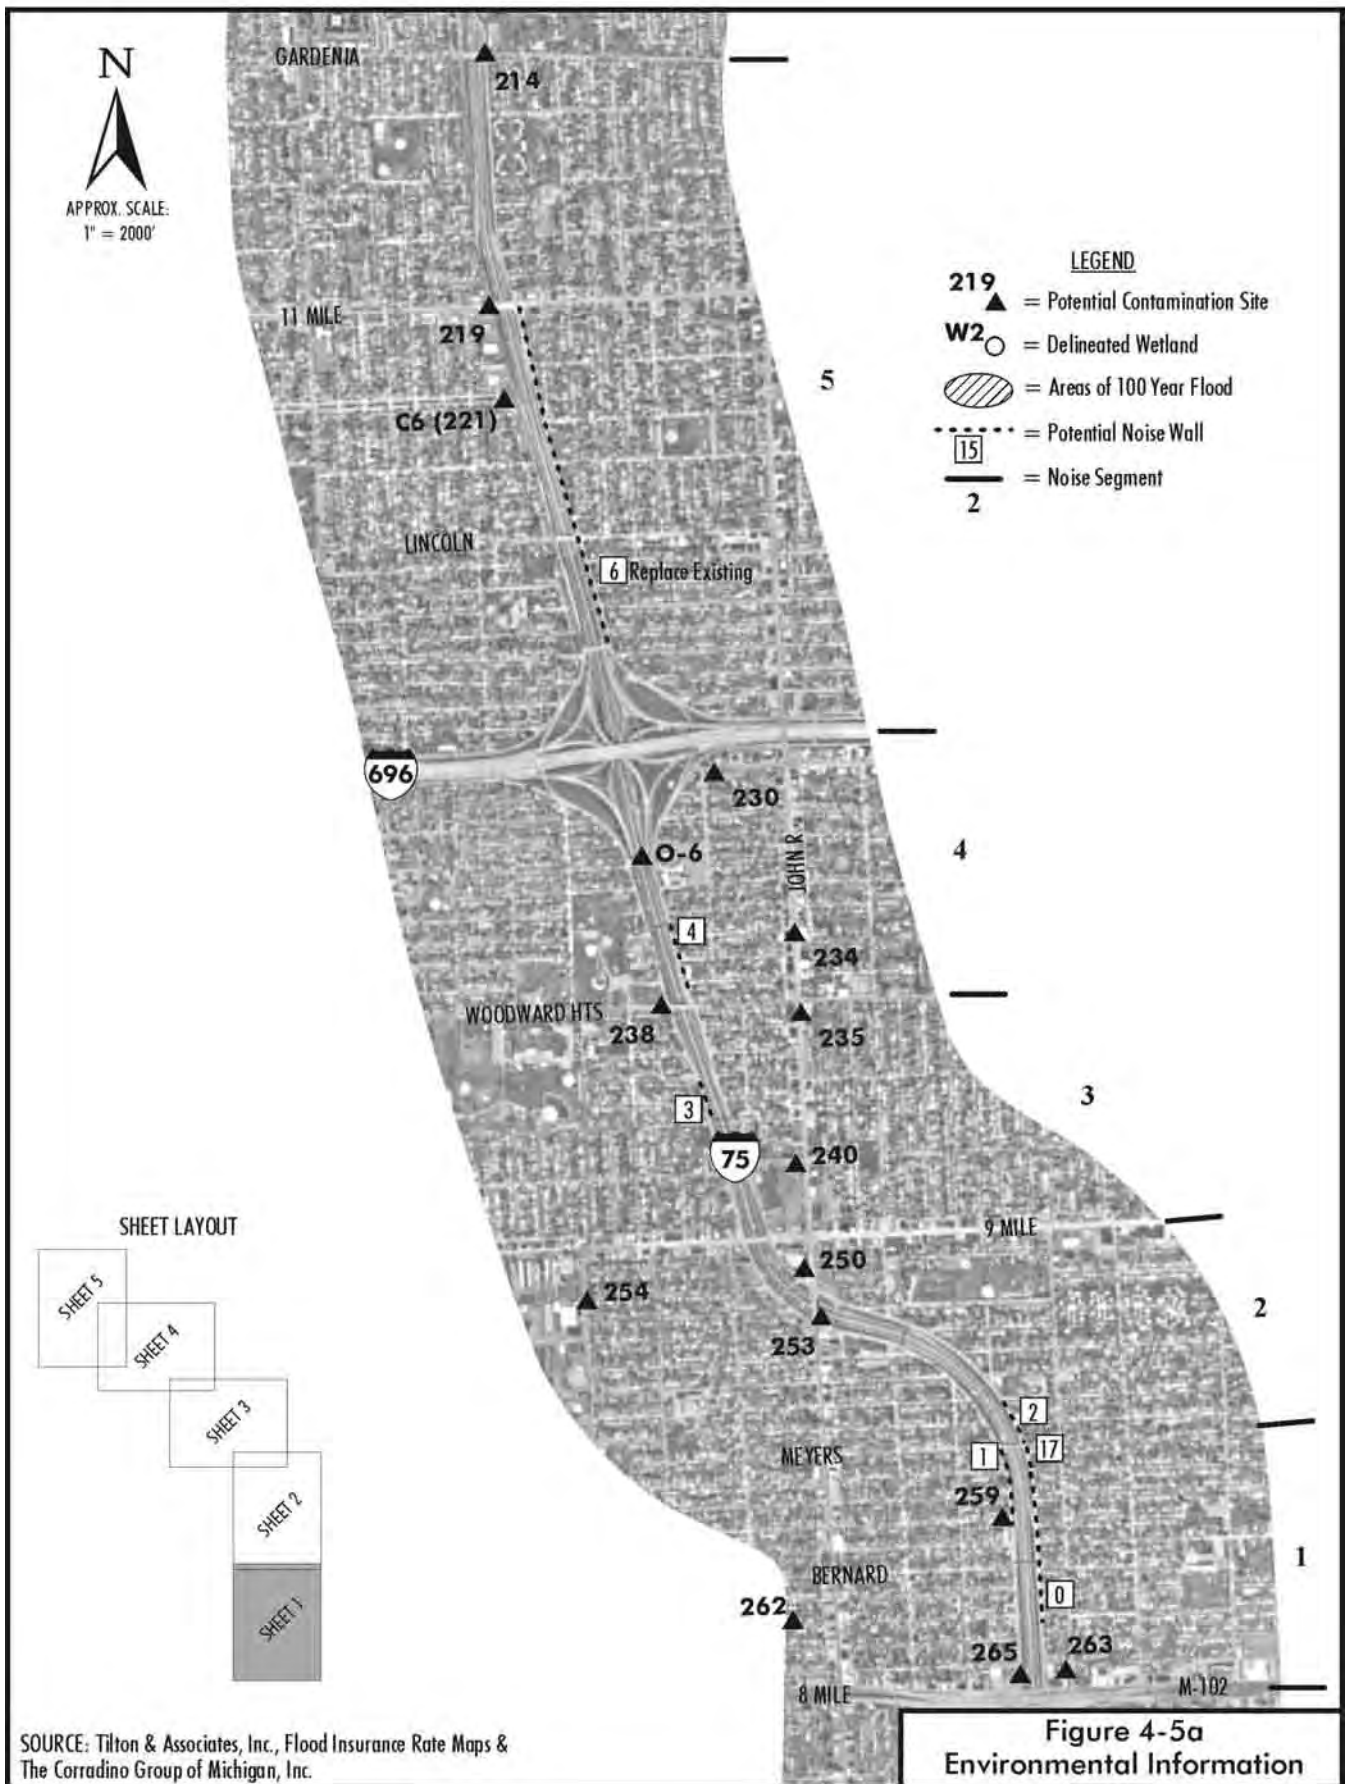 GARDENIA
214
N
APPROX. SCALE:
1" = 2000'
LEGEND
219 = Potential Contamination Site
W2 = Delineated Wetland
= Areas of 100 Year Flood
= Potential Noise Wall
15
= Noise Segment
2
11 MILE
219
5
C6 (221)
LINCOLN
6 Replace Existing
696
230
JOHN R
4
O-6
4
234
WOODWARD HTS
238
235
3
3
75
240
9 MILE
SHEET LAYOUT
SHEET 5
SHEET 4
SHEET 3
SHEET 2
SHEET 1
250
254
253
2
2
17
1
MEYERS
259
1
BERNARD
0
262
265
263
8 MILE
M-102
SOURCE: Tilton & Associates, Inc., Flood Insurance Rate Maps &
The Corradino Group of Michigan, Inc.
Figure 4-5a
Environmental Information